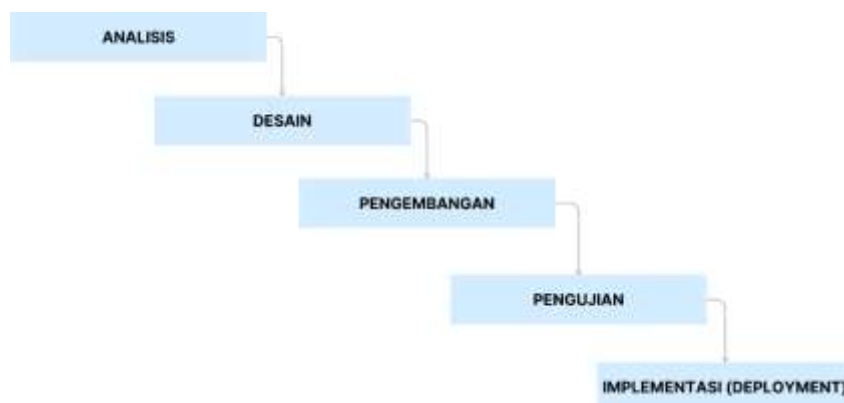 ANALISIS
DESAIN
PENGEMBANGAN
PENGUJIAN
IMPLEMENTASI (DEPLOYMENT)